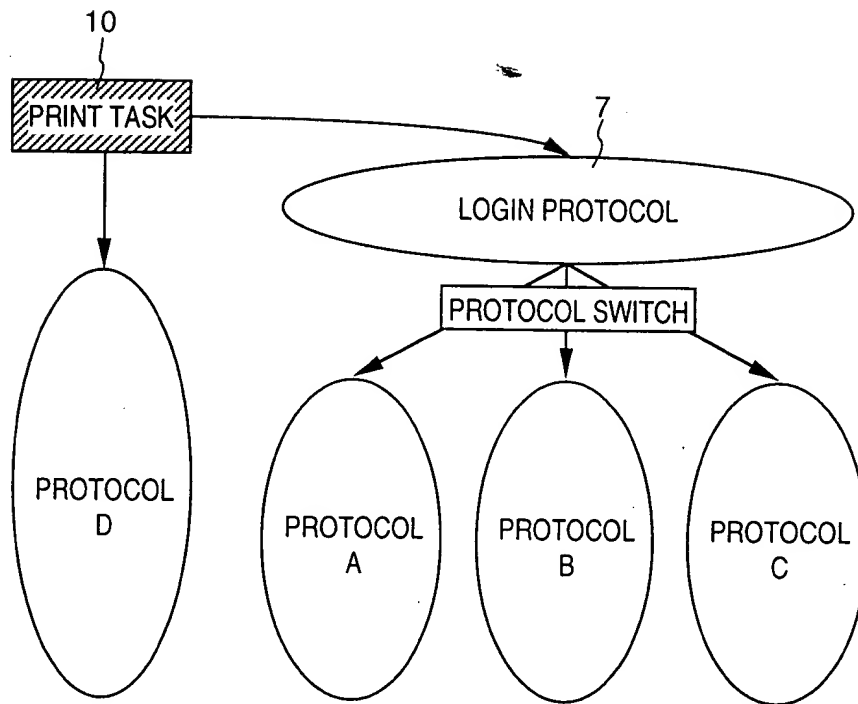 10
PRINT TASK
7
LOGIN PROTOCOL
PROTOCOL SWITCH
PROTOCOL
D
PROTOCOL
A
PROTOCOL
B
PROTOCOL
C